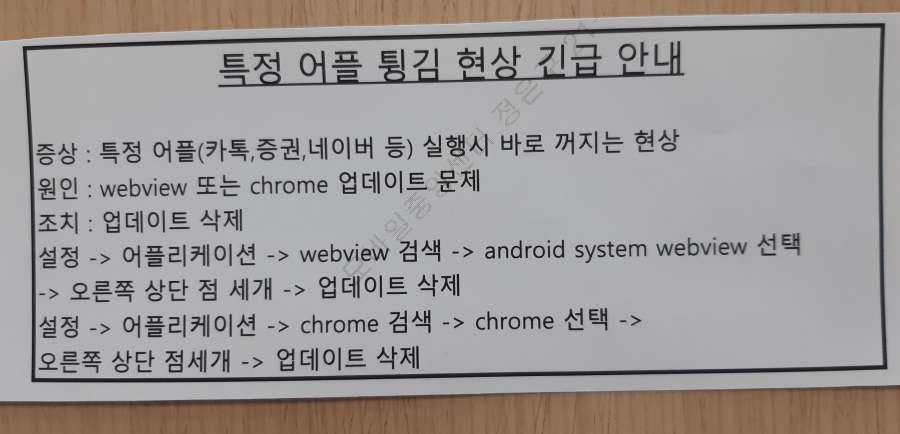 특정 어플 튕김 현상 긴급 안내
증상 : 특정 어플(카톡,증권,네이버 등) 실행시 바로 꺼지는 현상
원인 : webview 또는 chrome 업데이트 문제
조치 : 업데이트 삭제
설정 -> 어플리케이션 -> webview 검색 -> android system webview 선택
-> 오른쪽 상단 점 세개 -> 업데이트 삭제
설정 -> 어플리케이션 -> chrome 검색 -> chrome 선택 ->
오른쪽 상단 점세개 -> 업데이트 삭제